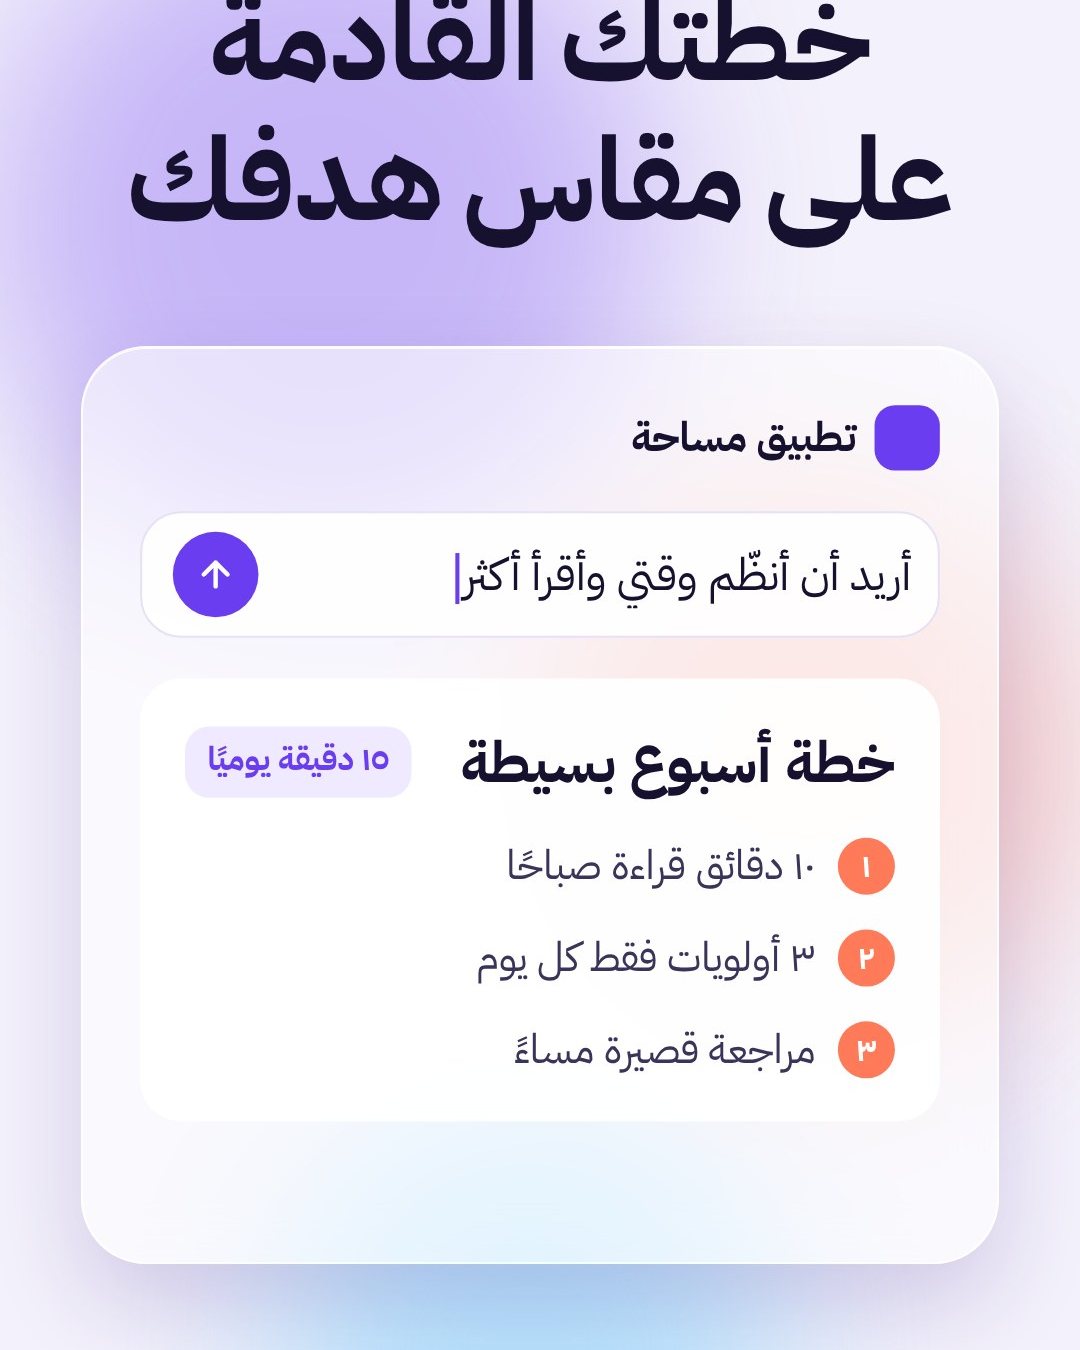 خطتك القادمة
على مقاس هدفك
تطبيق مساحة
أريد أن أنظّم وقتي وأقرأ أكثر
خطة أسبوع بسيطة
١٥ دقيقة يوميًا
١
١٠ دقائق قراءة صباحًا
٢
٣ أولويات فقط كل يوم
٣
مراجعة قصيرة مساءً